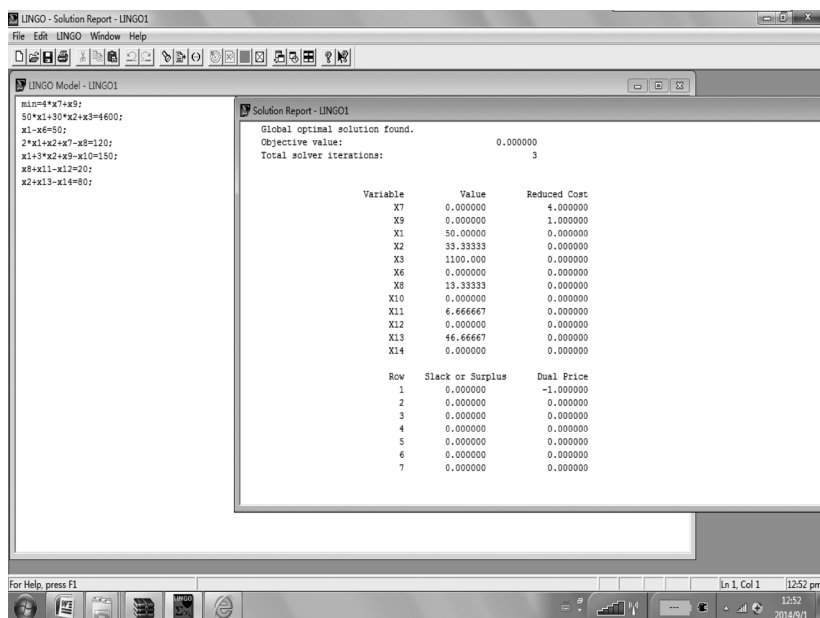 LINGO - Solution Report - LINGO1
File Edit LINGO Window Help
LINGO Model - LINGO1
min=4*x7+x9;
50*x1+30*x2+x3=4600;
x1-x6=50;
2*x1+x2+x7-x8=120;
x1+3*x2+x9-x10=150;
x8+x11-x12=20;
x2+x13-x14=80;
Solution Report - LINGO1
Global optimal solution found.
Objective value: 0.000000
Total solver iterations: 3
Variable Value Reduced Cost
X7 0.000000 4.000000
X9 0.000000 1.000000
X1 50.00000 0.000000
X2 33.33333 0.000000
X3 1100.000 0.000000
X6 0.000000 0.000000
X8 13.33333 0.000000
X10 0.000000 0.000000
X11 6.666667 0.000000
X12 0.000000 0.000000
X13 46.66667 0.000000
X14 0.000000 0.000000
Row Slack or Surplus Dual Price
1 0.000000 -1.000000
2 0.000000 0.000000
3 0.000000 0.000000
4 0.000000 0.000000
5 0.000000 0.000000
6 0.000000 0.000000
7 0.000000 0.000000
For Help, press F1
Ln 1, Col 1 12:52 pm
LINGO
12:52
2014/9/1